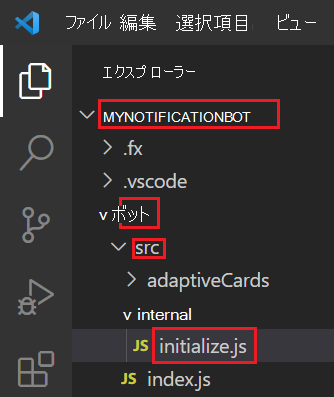 ファイル 編集 選択項目 ビュー
エクスプローラー
MYNOTIFICATIONBOT
.fx
.vscode
v ボット
src
adaptiveCards
v internal
JS initialize.js
JS index.js